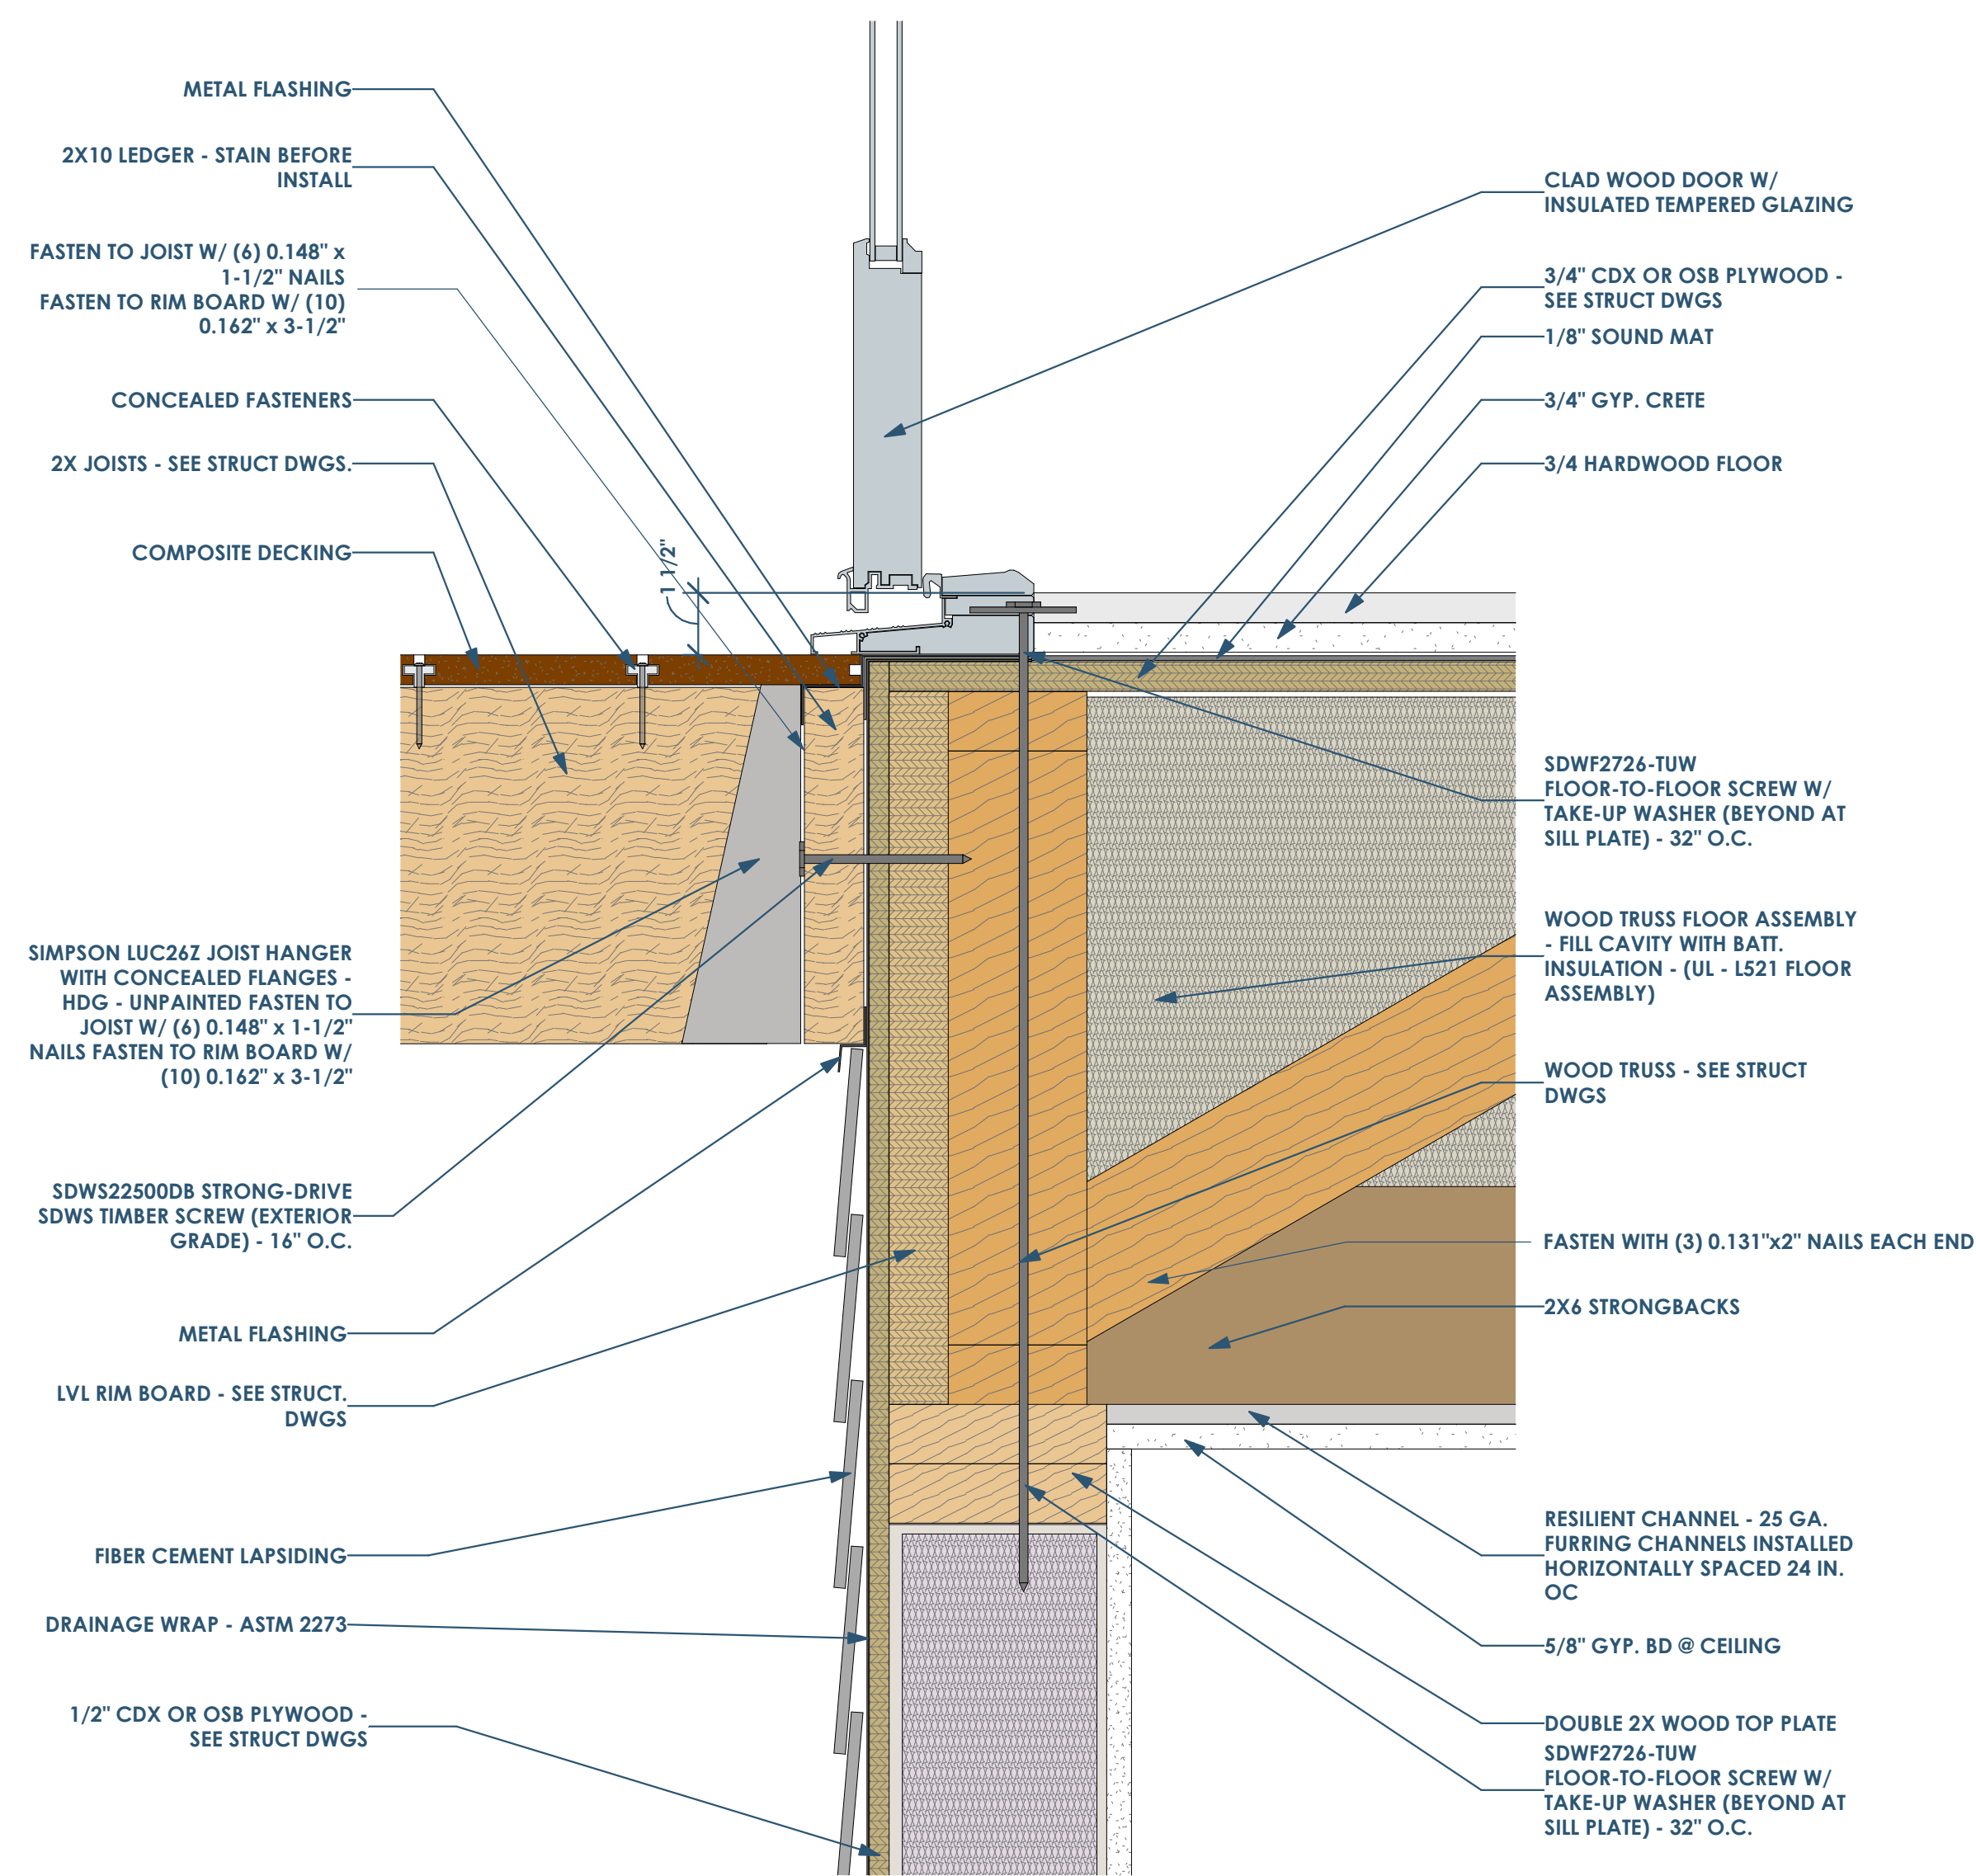 METAL FLASHING
2X10 LEDGER - STAIN BEFORE
INSTALL
FASTEN TO JOIST W/ (6) 0.148" x
1-1/2" NAILS
FASTEN TO RIM BOARD W/ (10)
0.162" x 3-1/2"
CONCEALED FASTENERS
2X JOISTS - SEE STRUCT DWGS.
COMPOSITE DECKING
1 1/2"
SIMPSON LUC26Z JOIST HANGER
WITH CONCEALED FLANGES -
HDG - UNPAINTED FASTEN TO
JOIST W/ (6) 0.148" x 1-1/2"
NAILS FASTEN TO RIM BOARD W/
(10) 0.162" x 3-1/2"
SDWS22500DB STRONG-DRIVE
SDWS TIMBER SCREW (EXTERIOR
GRADE) - 16" O.C.
METAL FLASHING
LVL RIM BOARD - SEE STRUCT.
DWGS
FIBER CEMENT LAPSIDING
DRAINAGE WRAP - ASTM 2273
1/2" CDX OR OSB PLYWOOD -
SEE STRUCT DWGS
CLAD WOOD DOOR W/
INSULATED TEMPERED GLAZING
3/4" CDX OR OSB PLYWOOD -
SEE STRUCT DWGS
1/8" SOUND MAT
3/4" GYP. CRETE
3/4 HARDWOOD FLOOR
SDWF2726-TUW
FLOOR-TO-FLOOR SCREW W/
TAKE-UP WASHER (BEYOND AT
SILL PLATE) - 32" O.C.
WOOD TRUSS FLOOR ASSEMBLY
- FILL CAVITY WITH BATT.
INSULATION - (UL - L521 FLOOR
ASSEMBLY)
WOOD TRUSS - SEE STRUCT
DWGS
FASTEN WITH (3) 0.131"x2" NAILS EACH END
2X6 STRONGBACKS
RESILIENT CHANNEL - 25 GA.
FURRING CHANNELS INSTALLED
HORIZONTALLY SPACED 24 IN.
OC
5/8" GYP. BD @ CEILING
DOUBLE 2X WOOD TOP PLATE
SDWF2726-TUW
FLOOR-TO-FLOOR SCREW W/
TAKE-UP WASHER (BEYOND AT
SILL PLATE) - 32" O.C.